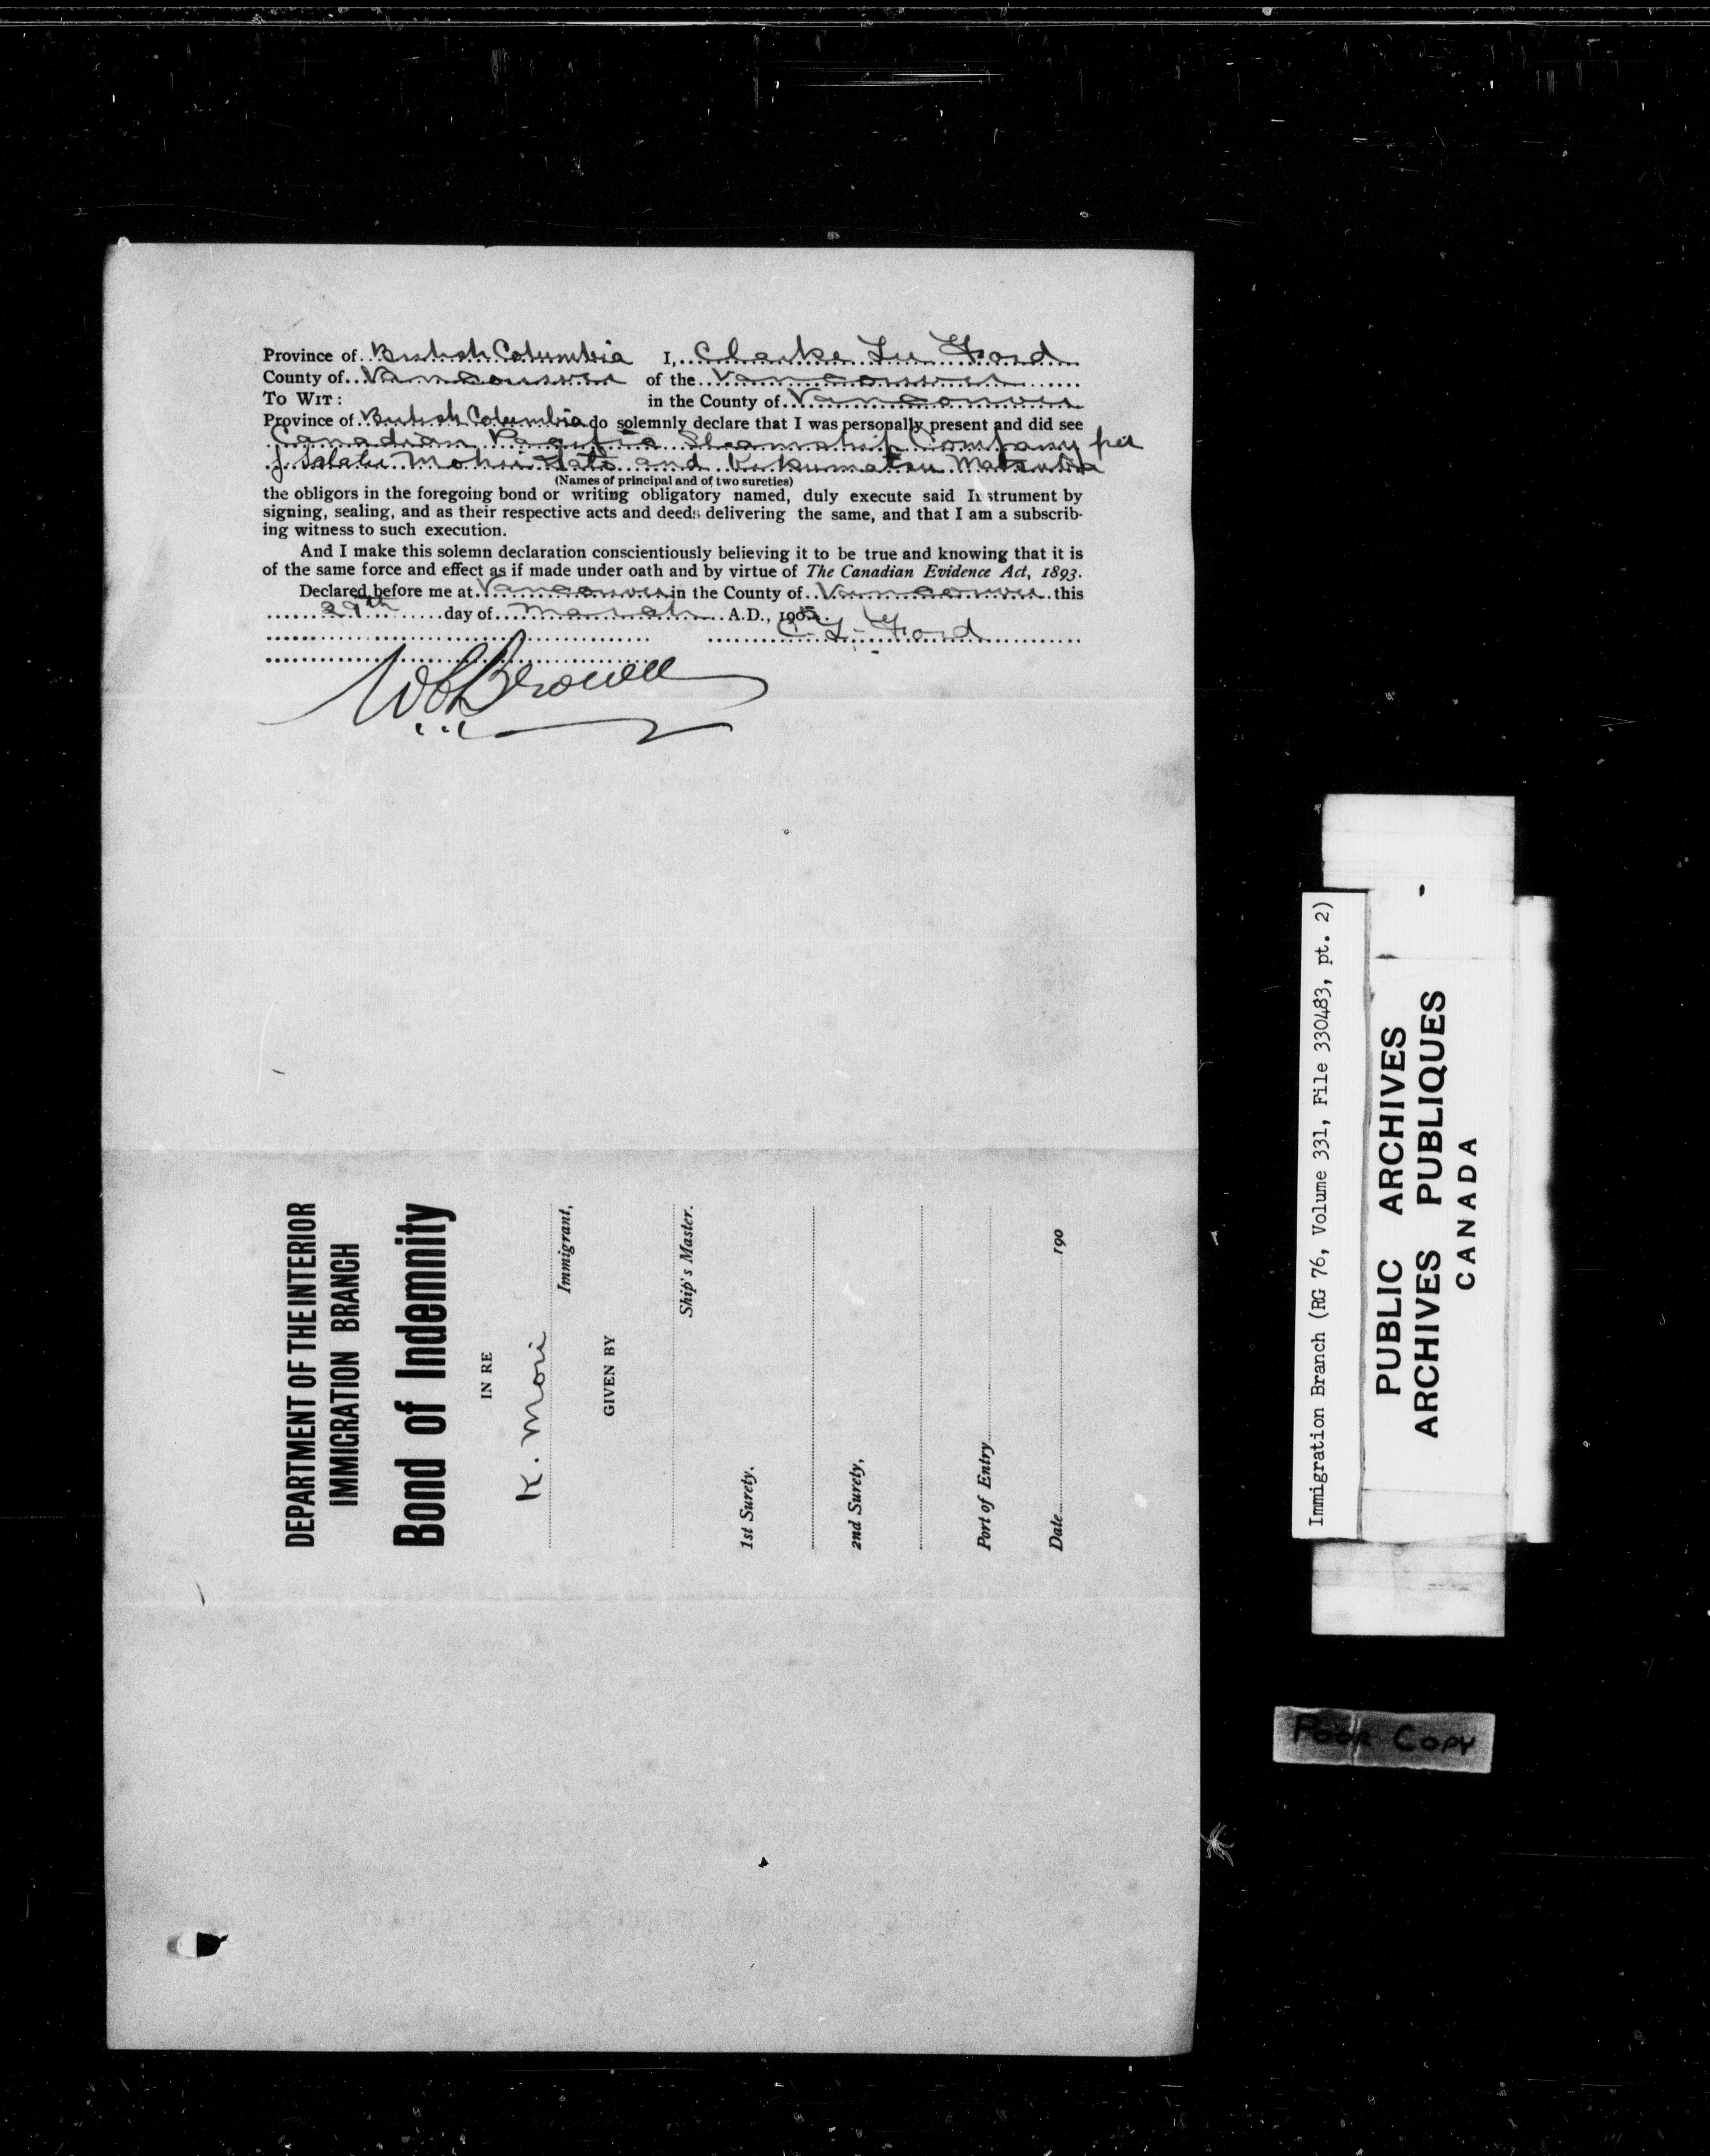 Province of British Columbia I, Clarke Lee Ford
County of Vancouver of the Vancouver
To Wit: in the County of Vancouver
Province of British Columbia do solemnly declare that I was personally present and did see
Canadian Pacific Steamship Company per
J. Sato and Matsubia
(Names of principal and of two sureties)
the obligors in the foregoing bond or writing obligatory named, duly execute said Instrument by
signing, sealing, and as their respective acts and deeds delivering the same, and that I am a subscrib-
ing witness to such execution.
And I make this solemn declaration conscientiously believing it to be true and knowing that it is
of the same force and effect as if made under oath and by virtue of The Canadian Evidence Act, 1893.
Declared before me at Vancouver in the County of Vancouver this
29th day of March A.D., 1905.
C. L. Ford
DEPARTMENT OF THE INTERIOR
IMMIGRATION BRANCH
Bond of Indemnity
IN RE
K. Mori
Immigrant,
GIVEN BY
Ship's Master.
1st Surety.
2nd Surety,
Port of Entry
Date 190
Immigration Branch (RG 76, Volume 331, File 330483, pt. 2)
PUBLIC ARCHIVES
ARCHIVES PUBLIQUES
CANADA
POOR COPY